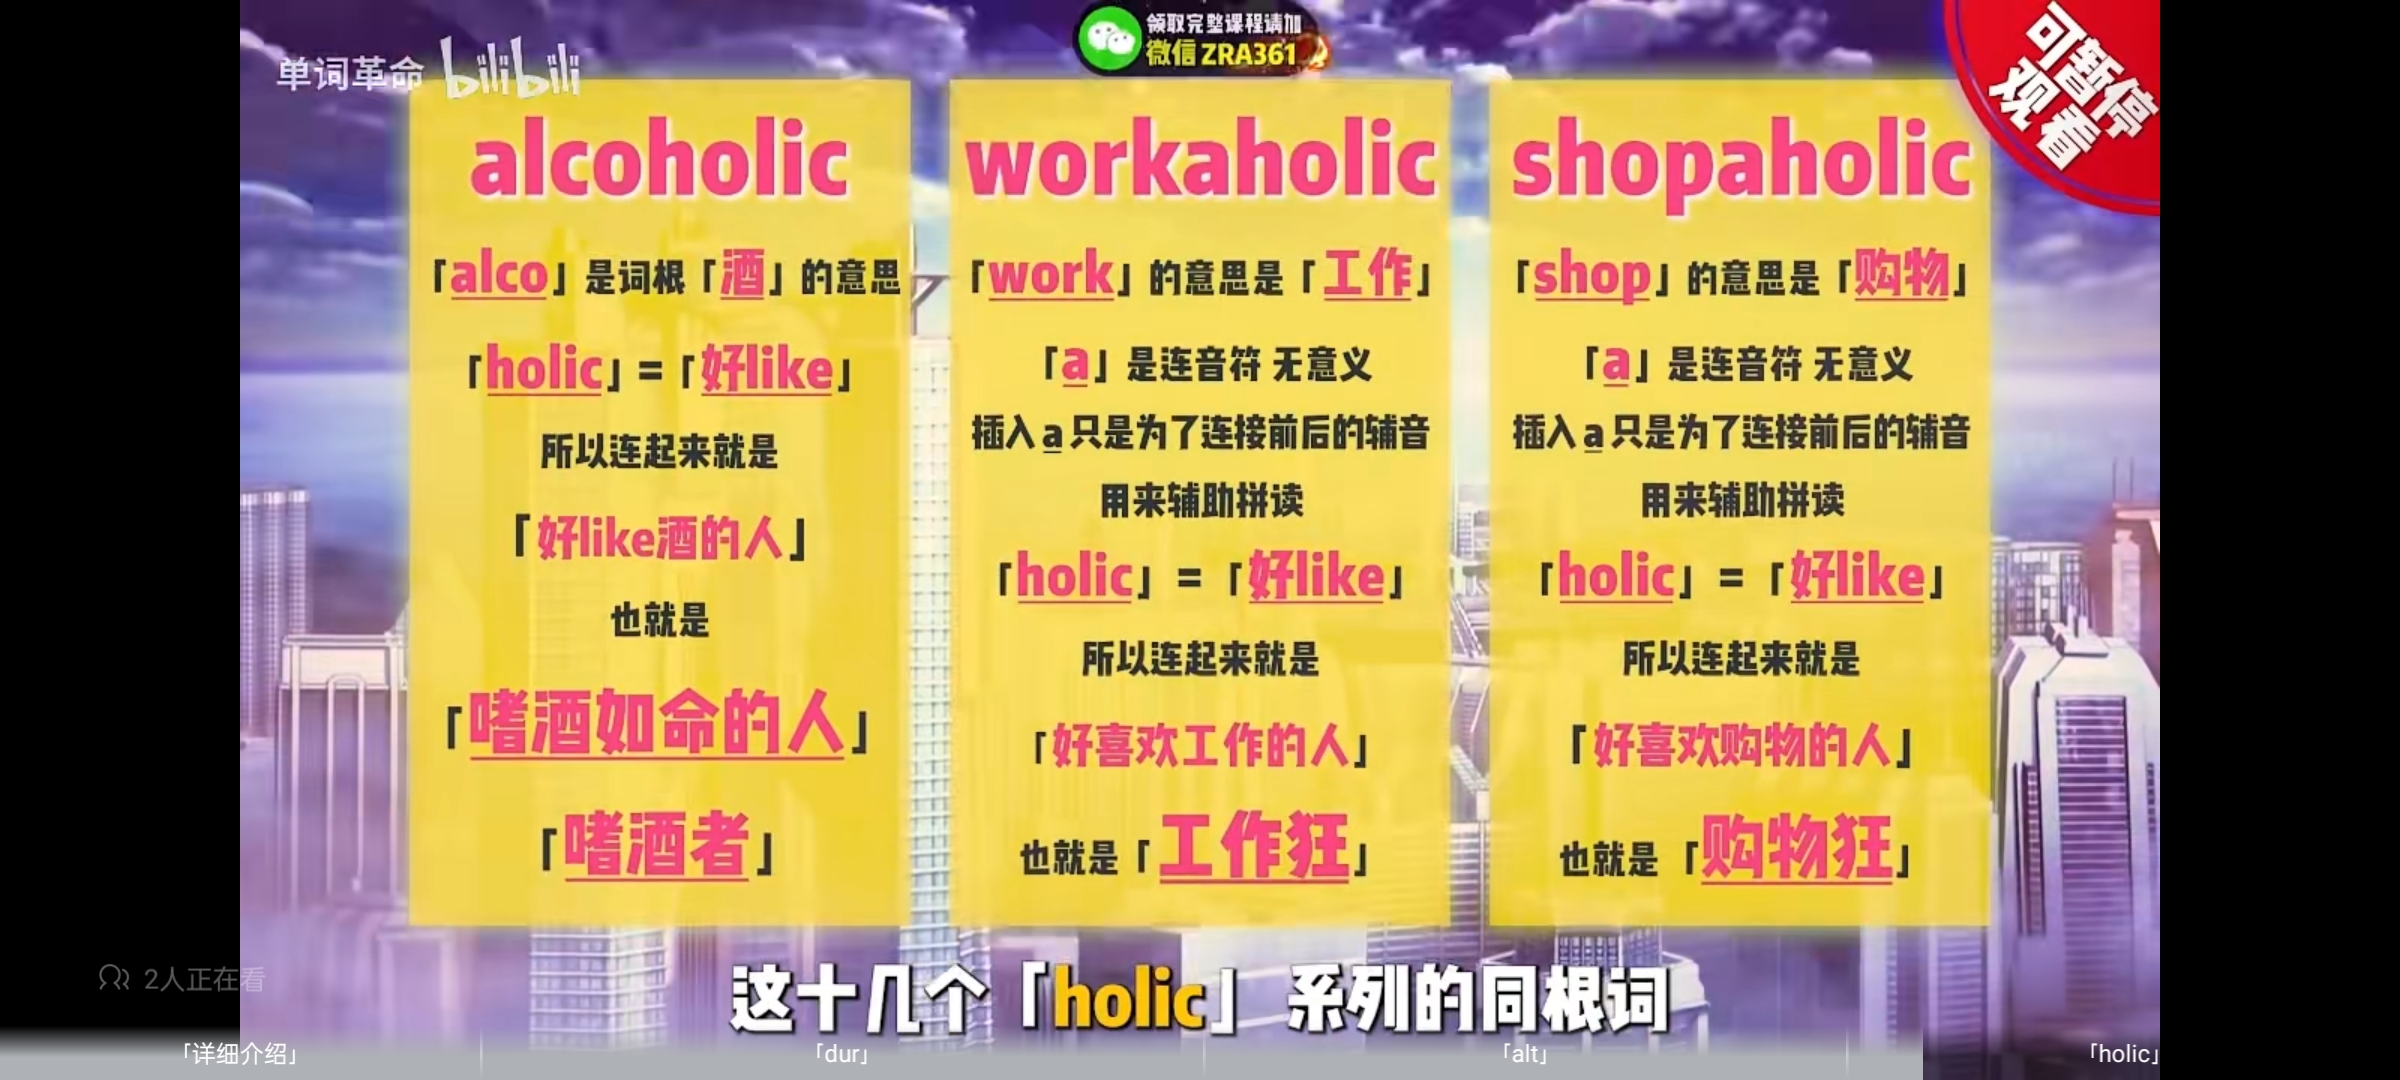 领取完整课程请加
微信 ZRA361
可暂停
观看
单词革命 bilibili
alcoholic
「alco」是词根「酒」的意思
「holic」=「好like」
所以连起来就是
「好like酒的人」
也就是
「嗜酒如命的人」
「嗜酒者」
workaholic
「work」的意思是「工作」
「a」是连音符 无意义
插入a只是为了连接前后的辅音
用来辅助拼读
「holic」=「好like」
所以连起来就是
「好喜欢工作的人」
也就是「工作狂」
shopaholic
「shop」的意思是「购物」
「a」是连音符 无意义
插入a只是为了连接前后的辅音
用来辅助拼读
「holic」=「好like」
所以连起来就是
「好喜欢购物的人」
也就是「购物狂」
2人正在看
这十几个「holic」系列的同根词
「详细介绍」
「dur」
「alt」
「holic」